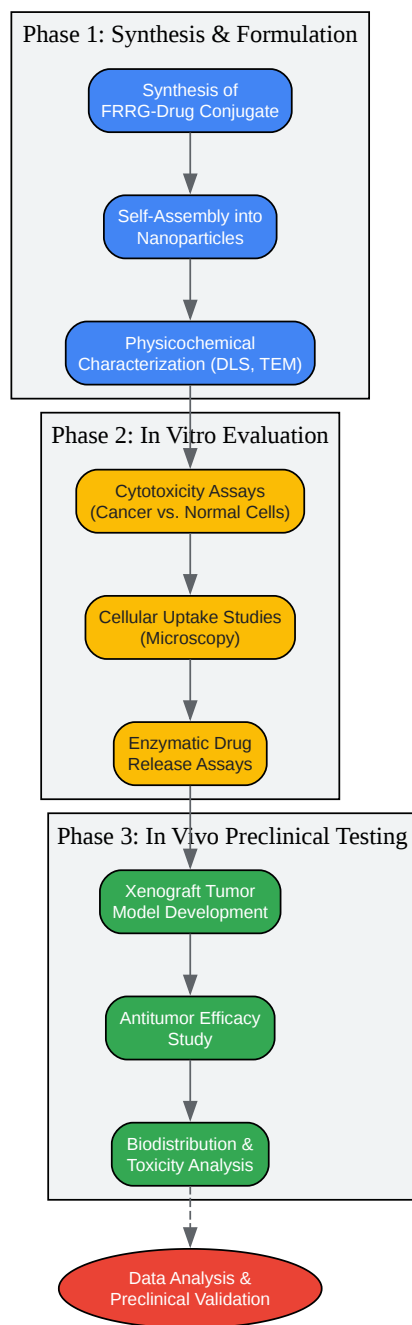 Phase 1: Synthesis & Formulation
Synthesis of
FRRG-Drug Conjugate
Self-Assembly into
Nanoparticles
Physicochemical
Characterization (DLS, TEM)
Phase 2: In Vitro Evaluation
Cytotoxicity Assays
(Cancer vs. Normal Cells)
Cellular Uptake Studies
(Microscopy)
Enzymatic Drug
Release Assays
Phase 3: In Vivo Preclinical Testing
Xenograft Tumor
Model Development
Antitumor Efficacy
Study
Biodistribution &
Toxicity Analysis
Data Analysis &
Preclinical Validation